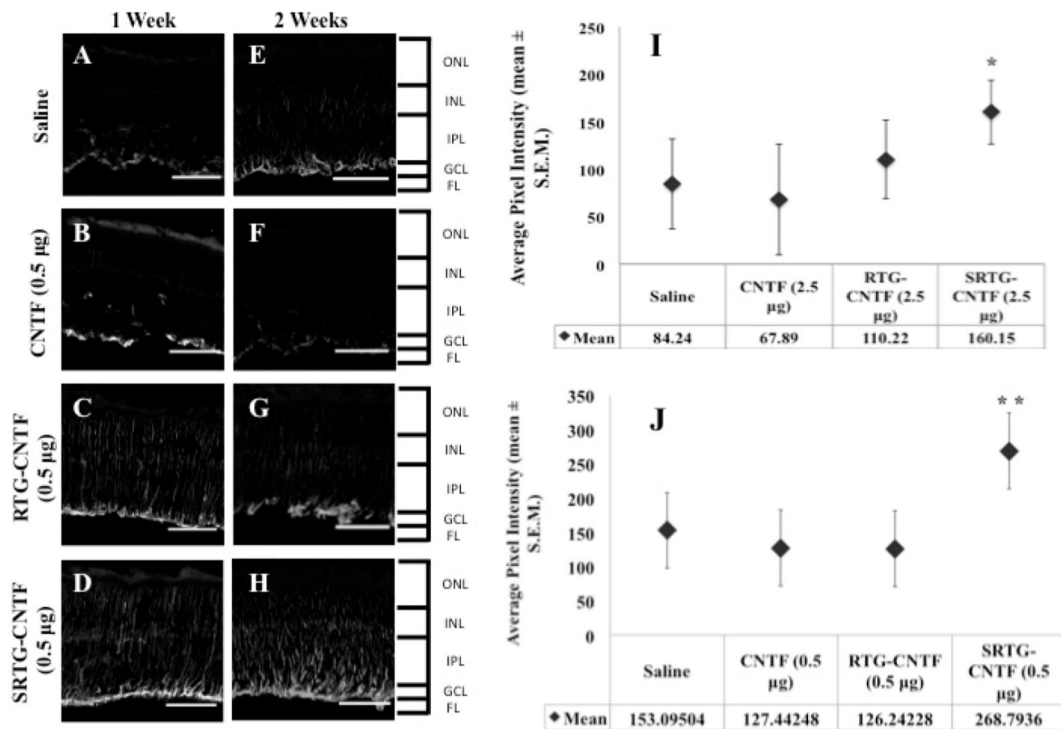 1 Week
2 Weeks
Saline
CNTF (0.5 µg)
RTG-CNTF
(0.5 µg)
SRTG-CNTF
(0.5 µg)
A
E
ONL
INL
IPL
GCL
FL
B
F
ONL
INL
IPL
GCL
FL
C
G
ONL
INL
IPL
GCL
FL
D
H
ONL
INL
IPL
GCL
FL
I
Average Pixel Intensity (mean ±
S.E.M.)
250
200
150
100
50
0
*
Saline
CNTF (2.5
µg)
RTG-
CNTF (2.5
µg)
SRTG-
CNTF (2.5
µg)
Mean
84.24
67.89
110.22
160.15
J
Average Pixel Intensity (mean ±
S.E.M.)
350
300
250
200
150
100
50
0
* *
Saline
CNTF (0.5
µg)
RTG-CNTF
(0.5 µg)
SRTG-
CNTF (0.5
µg)
Mean
153.09504
127.44248
126.24228
268.7936